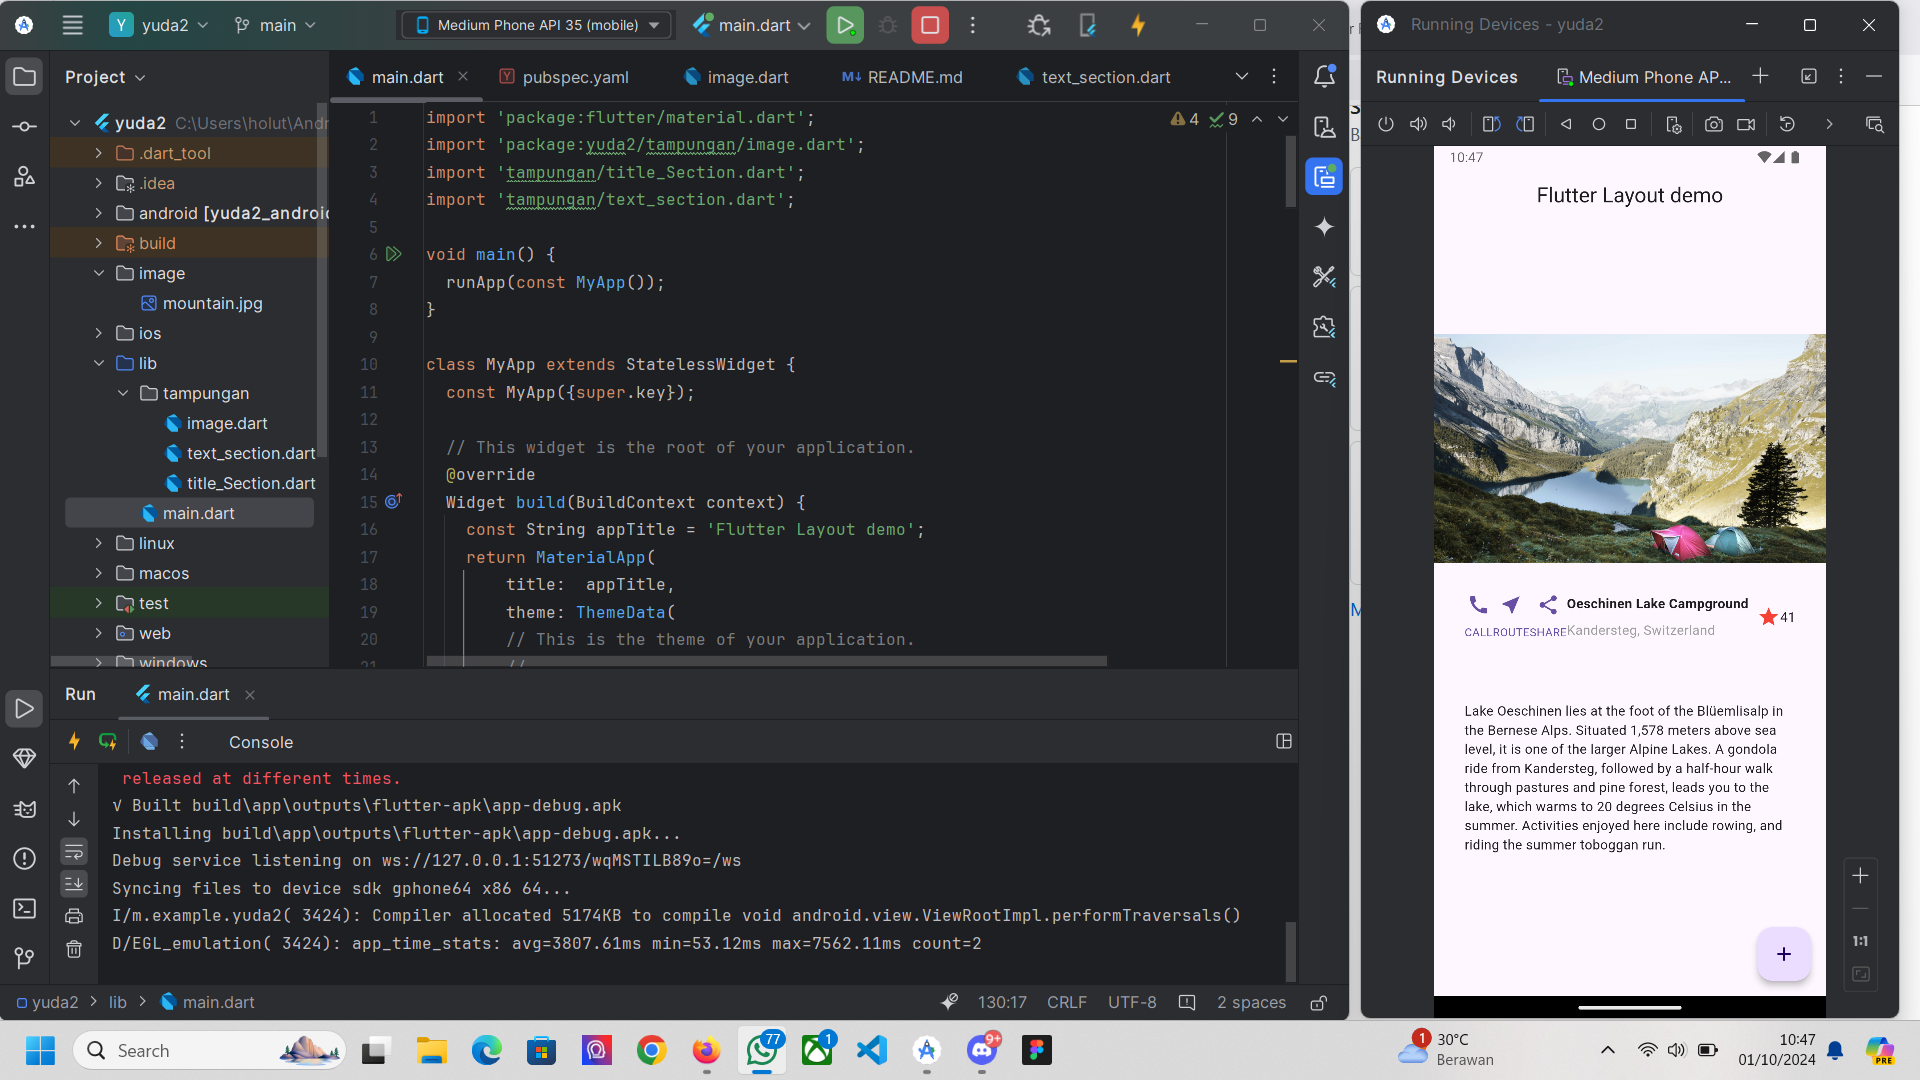 Y yuda2
main
Medium Phone API 35 (mobile)
main.dart
Running Devices - yuda2
Project
main.dart
pubspec.yaml
image.dart
README.md
text_section.dart
Running Devices
Medium Phone AP...
yuda2 C:\Users\holut\Andr
.dart_tool
.idea
android [yuda2_android
build
image
mountain.jpg
ios
lib
tampungan
image.dart
text_section.dart
title_Section.dart
main.dart
linux
macos
test
web
windows
4 9
1 import 'package:flutter/material.dart';
2 import 'package:yuda2/tampungan/image.dart';
3 import 'tampungan/title_Section.dart';
4 import 'tampungan/text_section.dart';
5
6 void main() {
7 runApp(const MyApp());
8 }
9
10 class MyApp extends StatelessWidget {
11 const MyApp({super.key});
12
13 // This widget is the root of your application.
14 @override
15 Widget build(BuildContext context) {
16 const String appTitle = 'Flutter Layout demo';
17 return MaterialApp(
18 title: appTitle,
19 theme: ThemeData(
20 // This is the theme of your application.
21 //
10:47
Flutter Layout demo
CALL ROUTE SHARE
Oeschinen Lake Campground
Kandersteg, Switzerland
41
Lake Oeschinen lies at the foot of the Blüemlisalp in
the Bernese Alps. Situated 1,578 meters above sea
level, it is one of the larger Alpine Lakes. A gondola
ride from Kandersteg, followed by a half-hour walk
through pastures and pine forest, leads you to the
lake, which warms to 20 degrees Celsius in the
summer. Activities enjoyed here include rowing, and
riding the summer toboggan run.
+
1:1
Run
main.dart
Console
released at different times.
√ Built build\app\outputs\flutter-apk\app-debug.apk
Installing build\app\outputs\flutter-apk\app-debug.apk...
Debug service listening on ws://127.0.0.1:51273/wqMSTILB89o=/ws
Syncing files to device sdk gphone64 x86 64...
I/m.example.yuda2( 3424): Compiler allocated 5174KB to compile void android.view.ViewRootImpl.performTraversals()
D/EGL_emulation( 3424): app_time_stats: avg=3807.61ms min=53.12ms max=7562.11ms count=2
yuda2 > lib > main.dart
130:17 CRLF UTF-8 2 spaces
Search
77
1
9+
1
30°C
Berawan
10:47
01/10/2024
PRE